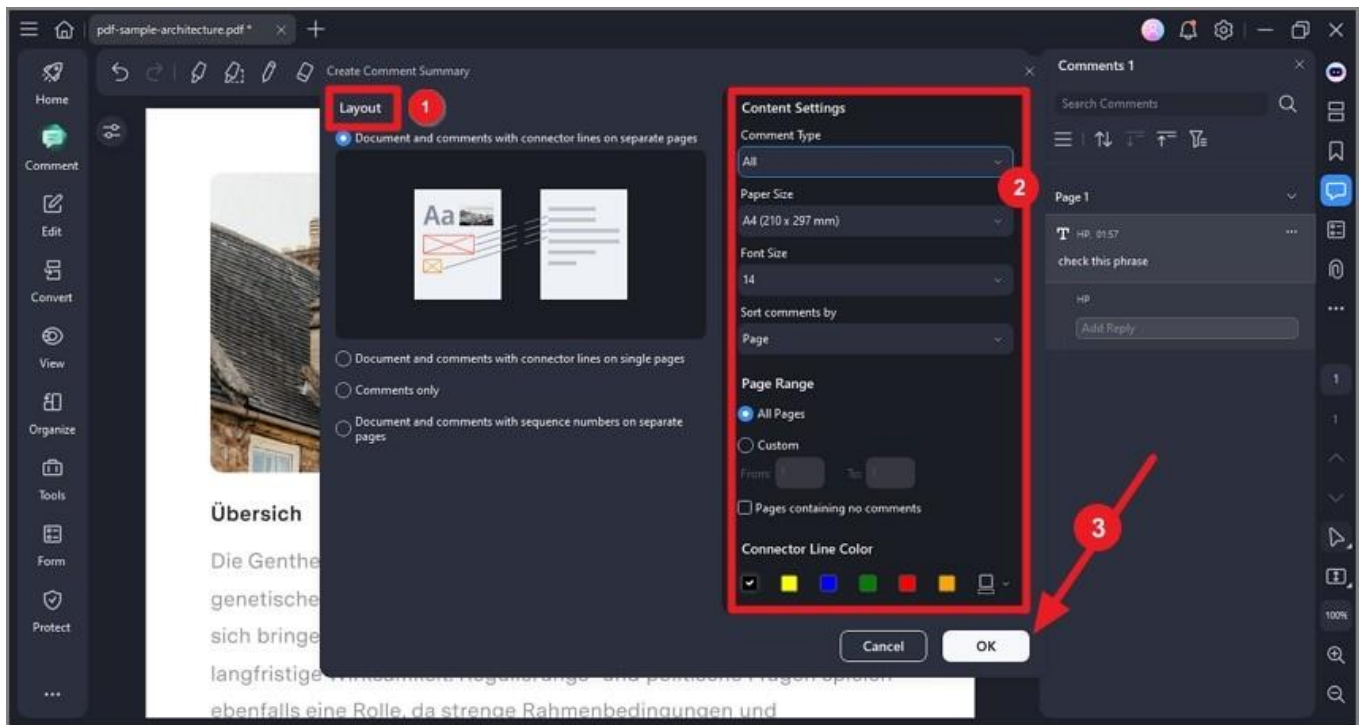 pdf-sample-architecture.pdf *
Home
Comment
Edit
Convert
View
Organize
Tools
Form
Protect
Create Comment Summary
Layout
1
Document and comments with connector lines on separate pages
Aa
Document and comments with connector lines on single pages
Comments only
Document and comments with sequence numbers on separate
pages
Content Settings
Comment Type
All
2
Paper Size
A4 (210 x 297 mm)
Font Size
14
Sort comments by
Page
Page Range
All Pages
Custom
From: 1 To: 1
Pages containing no comments
Connector Line Color
3
Cancel
OK
Übersich
Die Genthe
genetische
sich bringe
langfristige
ebenfalls eine Rolle, da strenge Rahmenbedingungen und
Comments 1
Search Comments
Page 1
T HP, 01:57
check this phrase
HP
Add Reply
1
1
100%